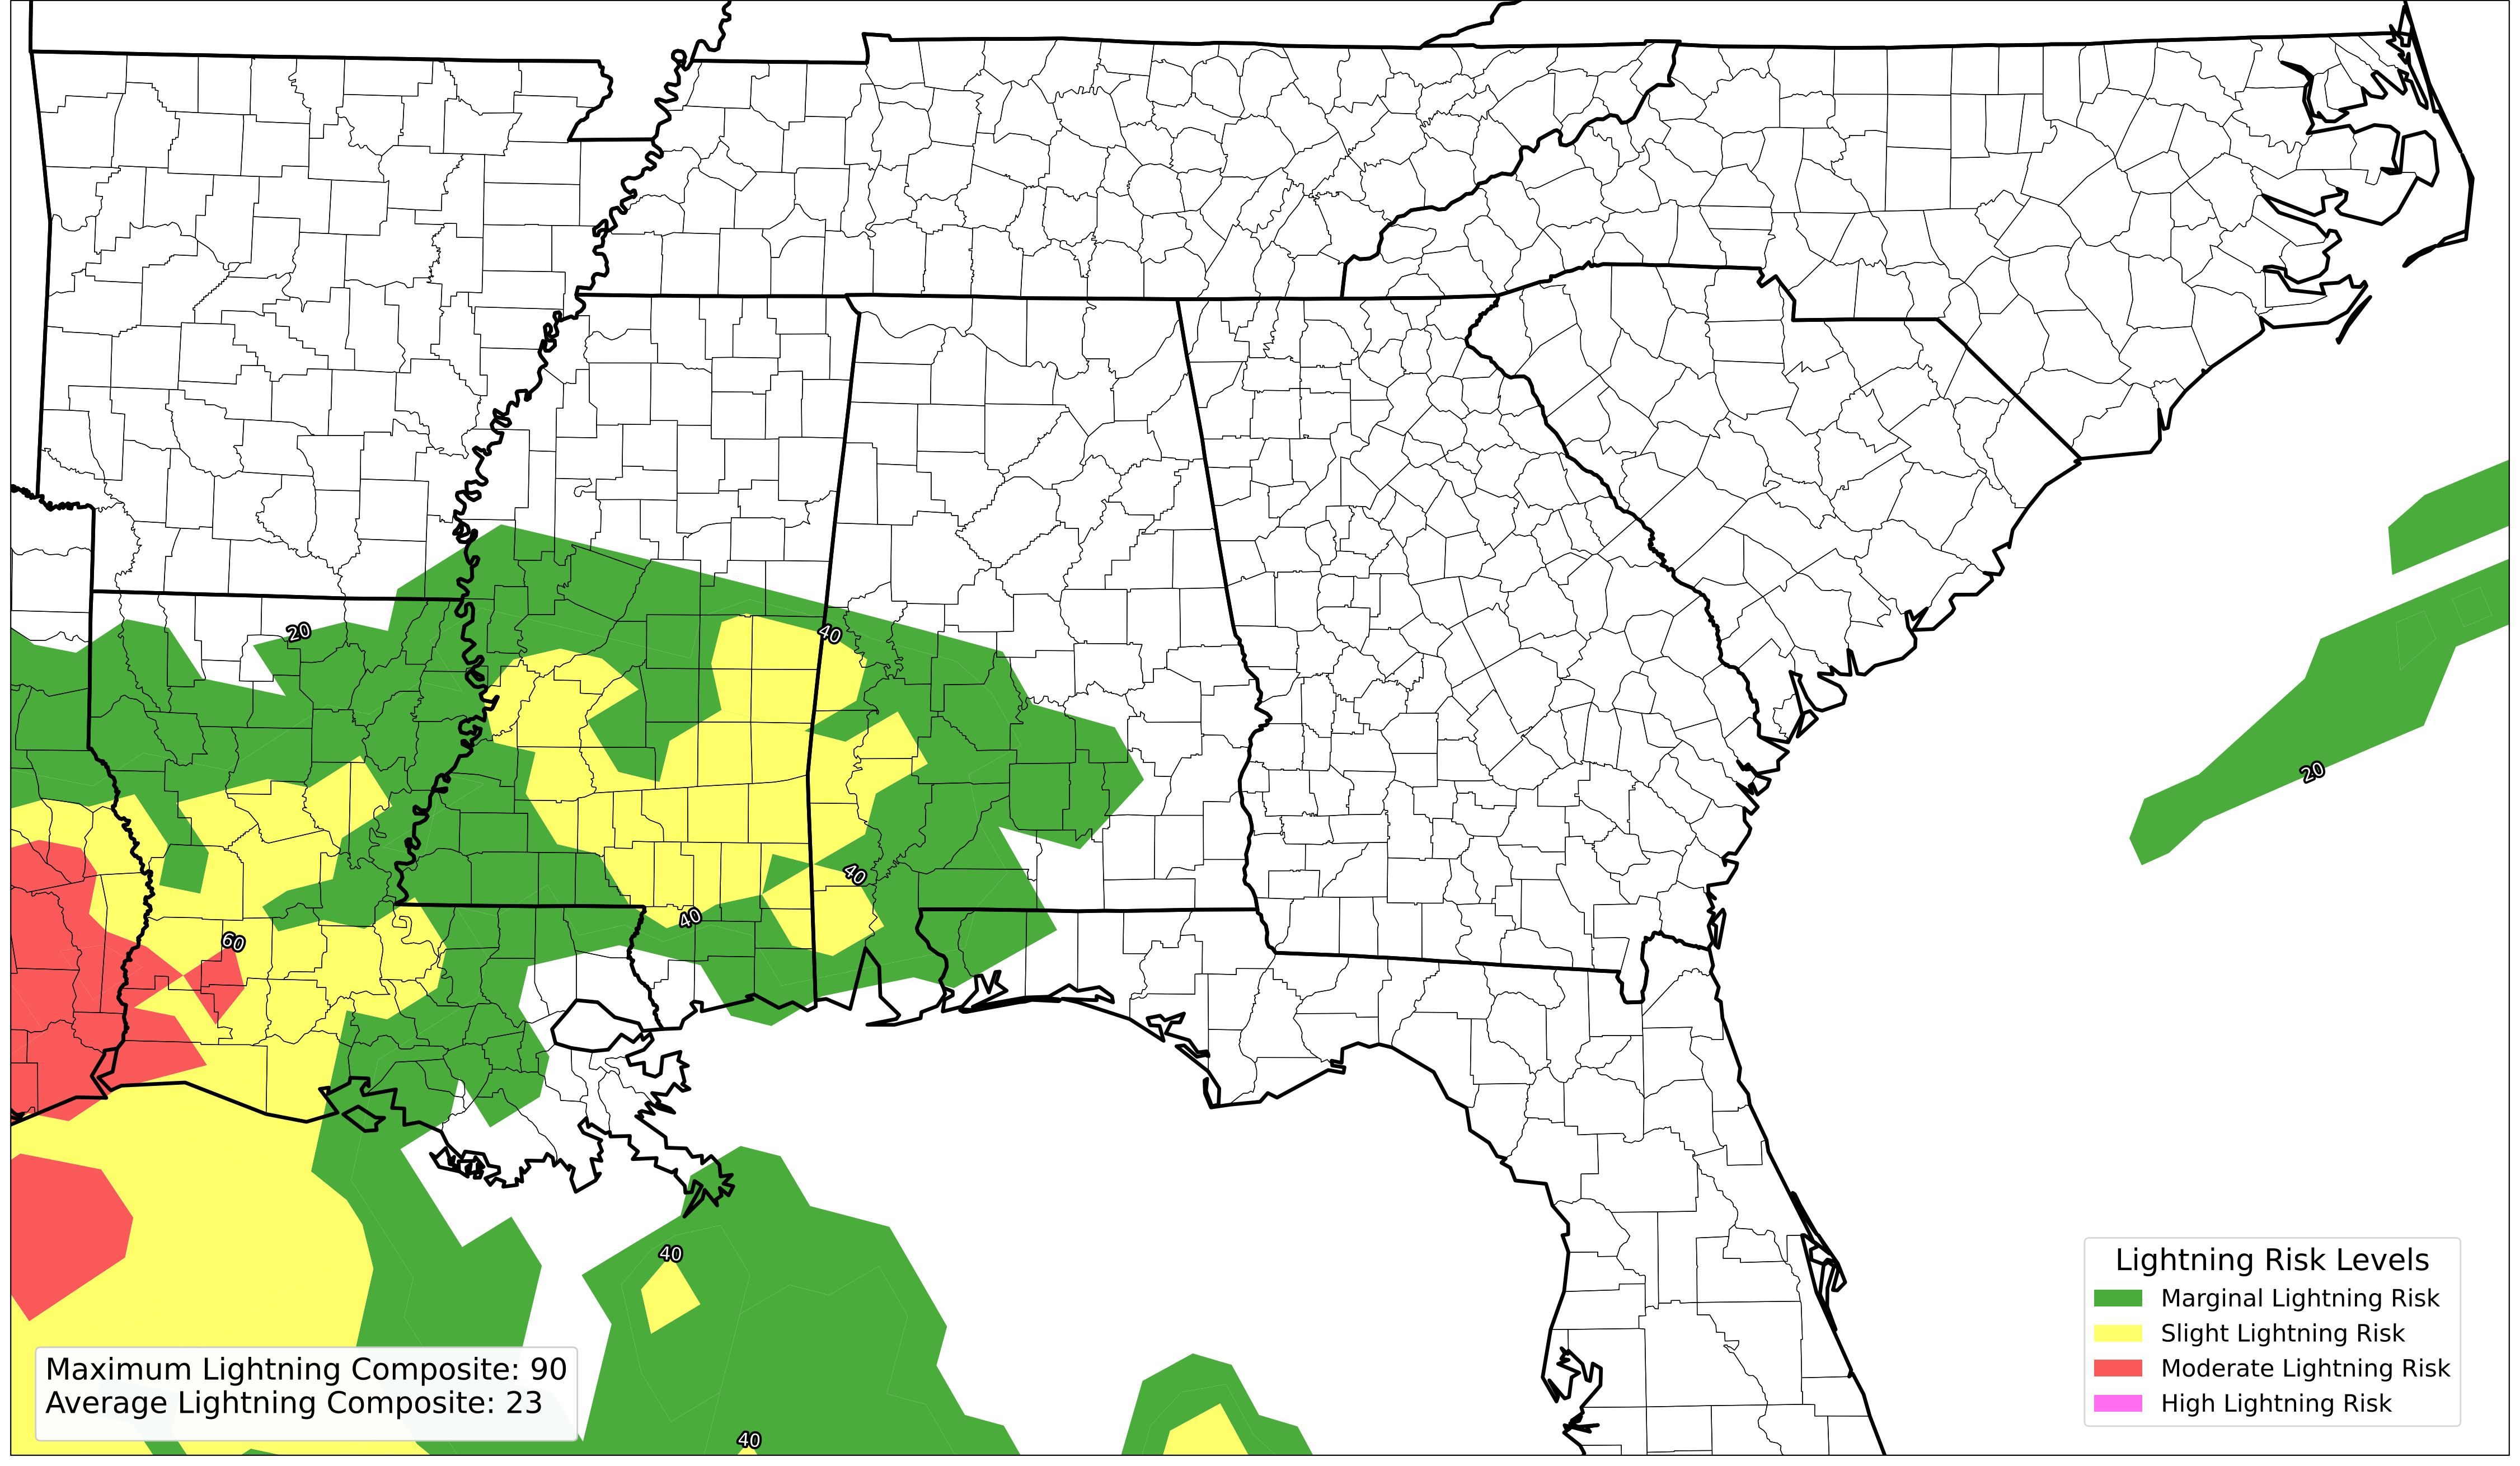 20
40
20
40
40
60
40
Lightning Risk Levels
Marginal Lightning Risk
Slight Lightning Risk
Moderate Lightning Risk
High Lightning Risk
Maximum Lightning Composite: 90
Average Lightning Composite: 23
40